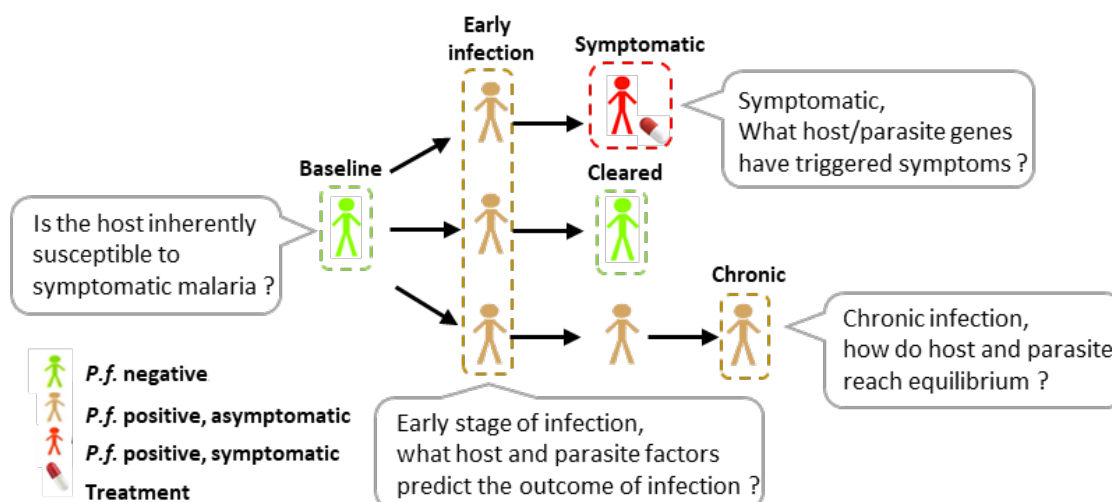 Early
infection
Symptomatic
Symptomatic,
What host/parasite genes
have triggered symptoms ?
Baseline
Cleared
Is the host inherently
susceptible to
symptomatic malaria ?
Chronic
Chronic infection,
how do host and parasite
reach equilibrium ?
P.f. negative
P.f. positive, asymptomatic
P.f. positive, symptomatic
Treatment
Early stage of infection,
what host and parasite factors
predict the outcome of infection ?